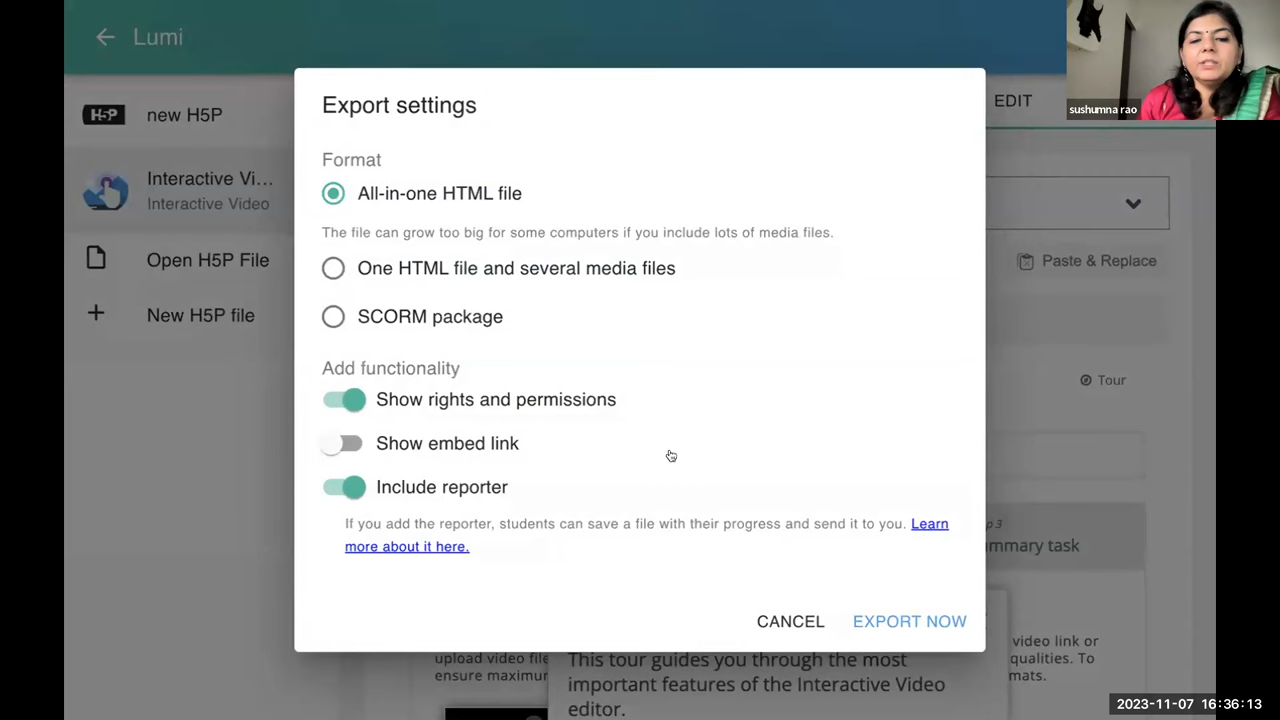 Lumi
sushumna rao
EDIT
H5P new H5P
Interactive Vi...
Interactive Video
Open H5P File
New H5P file
Export settings
Format
All-in-one HTML file
The file can grow too big for some computers if you include lots of media files.
One HTML file and several media files
SCORM package
Add functionality
Show rights and permissions
Show embed link
Include reporter
If you add the reporter, students can save a file with their progress and send it to you. Learn
more about it here.
CANCEL
EXPORT NOW
Paste & Replace
Tour
p 3
mmary task
video link or
qualities. To
mats.
upload video file
ensure maximur
This tour guides you through the most
important features of the Interactive Video
editor.
2023-11-07 16:36:13